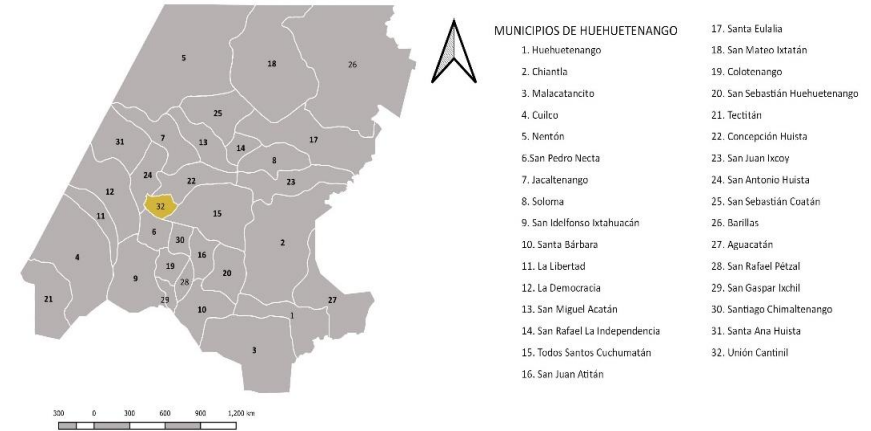 5
18
26
25
31
7
13
14
17
8
24
22
23
12
32
11
15
6
30
2
4
16
19
20
9
28
21
29
10
27
1
3
300 0 300 600 900 1,200 km
MUNICIPIOS DE HUEHUETENANGO
1. Huehuetenango
2. Chiantla
3. Malacatancito
4. Cuilco
5. Nentón
6.San Pedro Necta
7. Jacaltenango
8. Soloma
9. San Idelfonso Ixtahuacán
10. Santa Bárbara
11. La Libertad
12. La Democracia
13. San Miguel Acatán
14. San Rafael La Independencia
15. Todos Santos Cuchumatán
16. San Juan Atitán
17. Santa Eulalia
18. San Mateo Ixtatán
19. Colotenango
20. San Sebastián Huehuetenango
21. Tectitán
22. Concepción Huista
23. San Juan Ixcoy
24. San Antonio Huista
25. San Sebastián Coatán
26. Barillas
27. Aguacatán
28. San Rafael Pétzal
29. San Gaspar Ixchil
30. Santiago Chimaltenango
31. Santa Ana Huista
32. Unión Cantinil